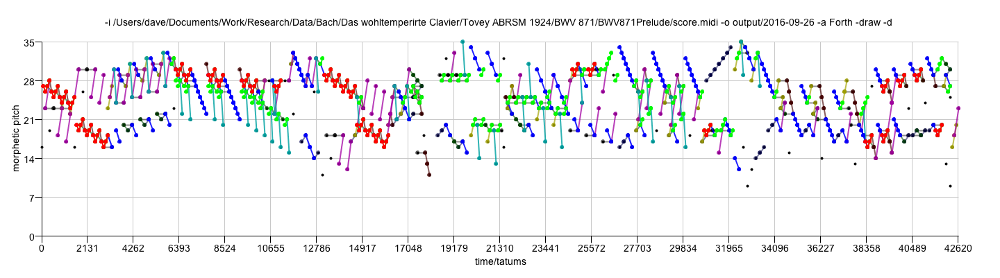 -i /Users/dave/Documents/Work/Research/Data/Bach/Das wohltemperirte Clavier/Tovey ABRSM 1924/BWV 871/BWV871Prelude/score.midi -o output/2016-09-26 -a Forth -draw -d
35
28
21
14
7
0
morphetic pitch
0 2131 4262 6393 8524 10655 12786 14917 17048 19179 21310 23441 25572 27703 29834 31965 34096 36227 38358 40489 42620
time/tatums